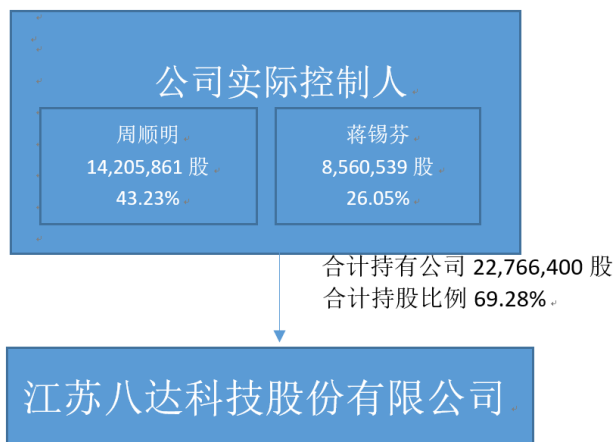 公司实际控制人
周顺明
14,205,861 股
43.23%
蒋锡芬
8,560,539 股
26.05%
合计持有公司 22,766,400 股
合计持股比例 69.28%
江苏八达科技股份有限公司